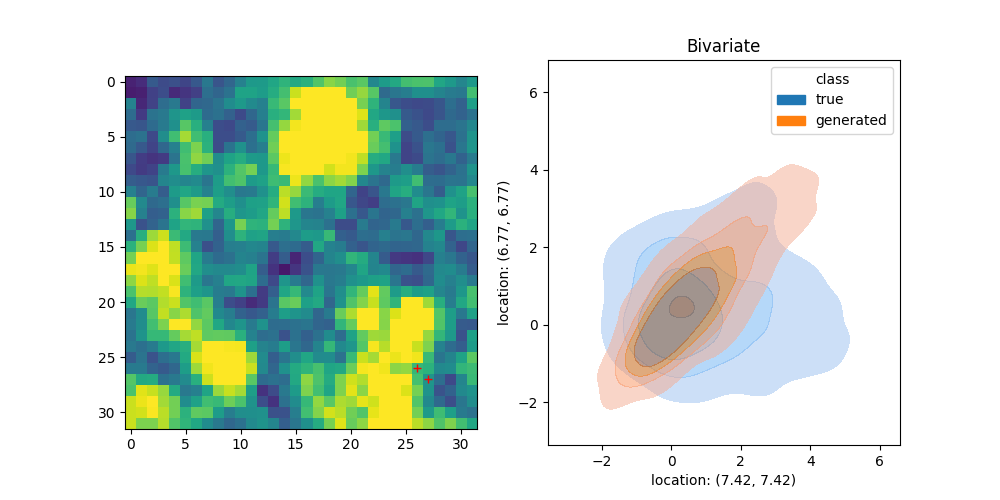 0
5
10
15
20
25
30
0 5 10 15 20 25 30
Bivariate
class
true
generated
6
4
2
0
−2
location: (6.77, 6.77)
−2 0 2 4 6
location: (7.42, 7.42)